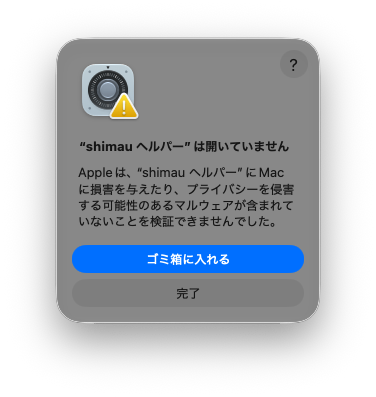 ?
“shimau ヘルパー” は開いていません
Appleは、“shimau ヘルパー” に Mac
に損害を与えたり、プライバシーを侵害
する可能性のあるマルウェアが含まれて
いないことを検証できませんでした。
ゴミ箱に入れる
完了